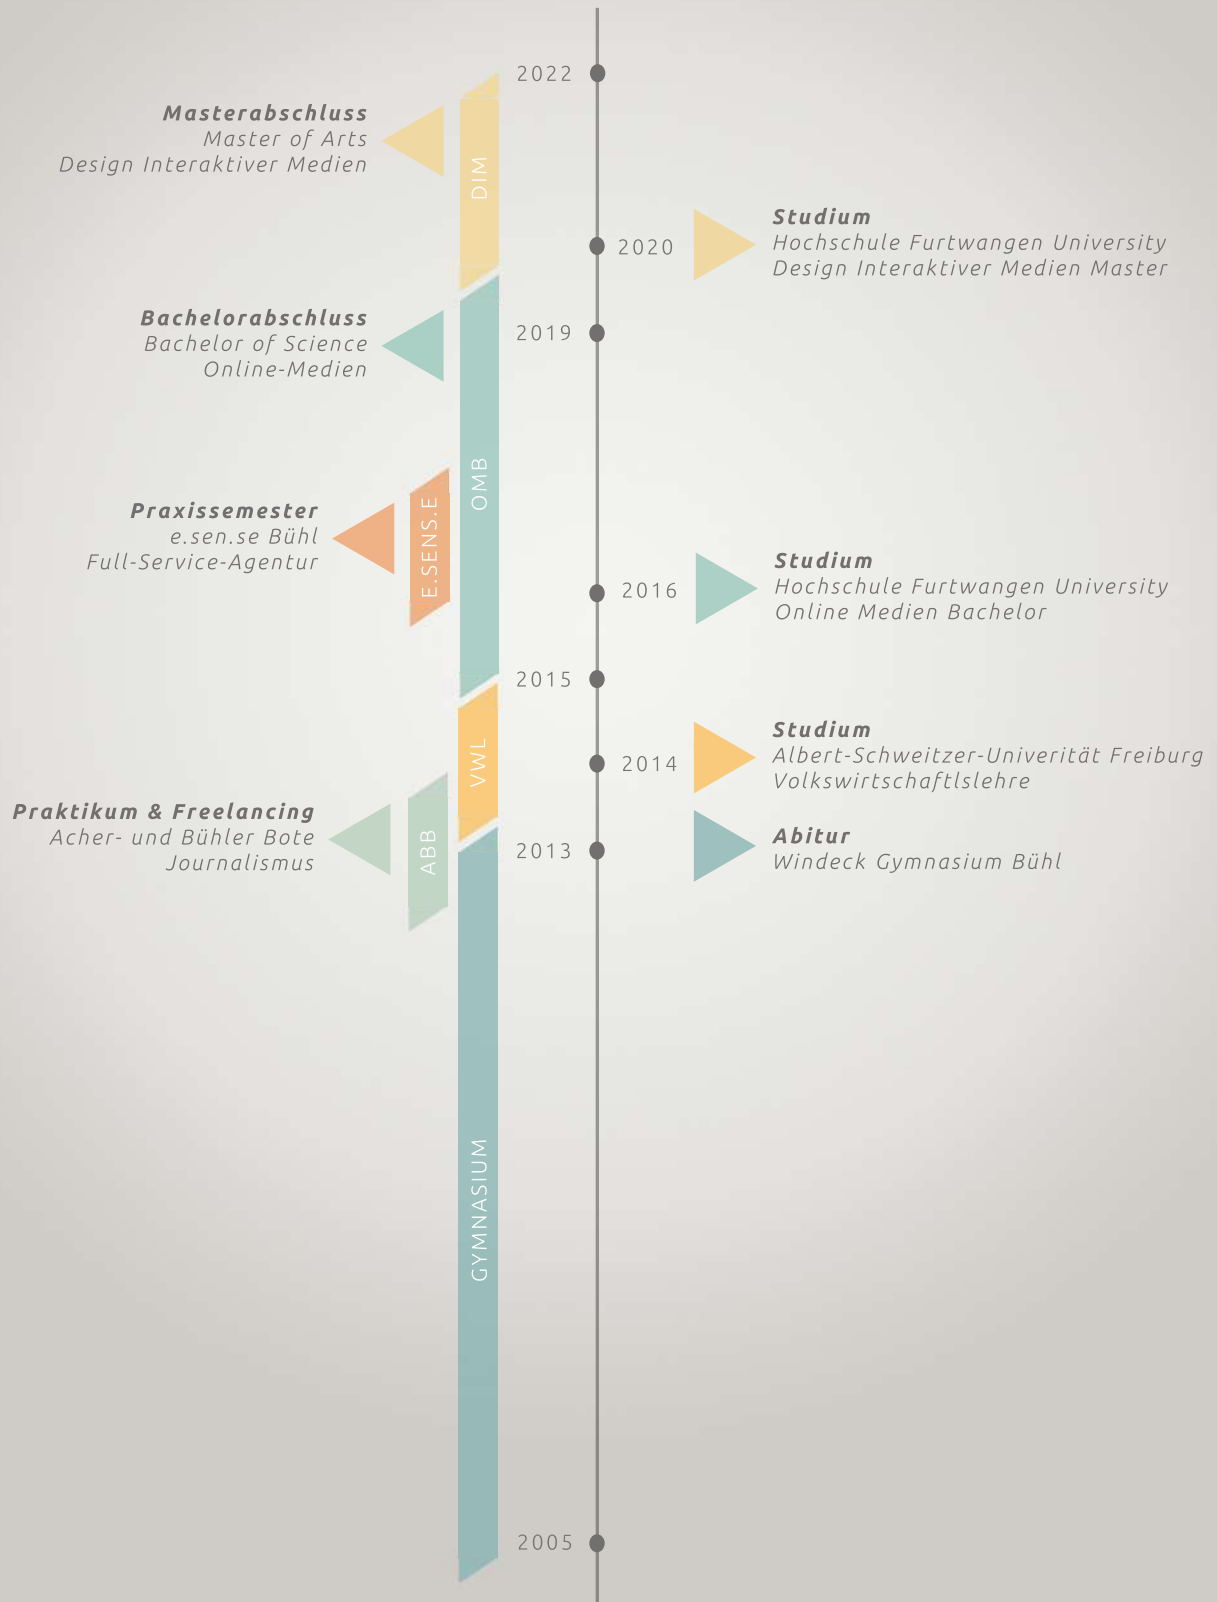 2022
Masterabschluss
Master of Arts
Design Interaktiver Medien
DIM
2020
Studium
Hochschule Furtwangen University
Design Interaktiver Medien Master
Bachelorabschluss
Bachelor of Science
Online-Medien
2019
OMB
Praxissemester
e.sen.se Bühl
Full-Service-Agentur
E.SENS.E
2016
Studium
Hochschule Furtwangen University
Online Medien Bachelor
2015
VWL
2014
Studium
Albert-Schweitzer-Univerität Freiburg
Volkswirtschaftlslehre
Praktikum & Freelancing
Acher- und Bühler Bote
Journalismus
ABB
2013
Abitur
Windeck Gymnasium Bühl
GYMNASIUM
2005